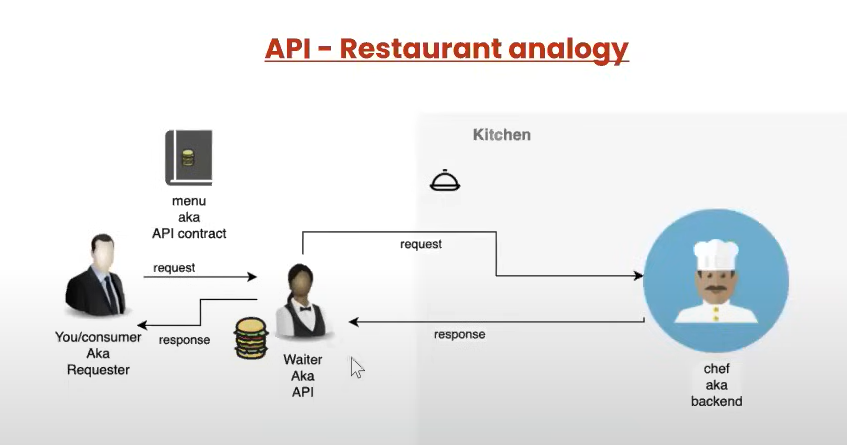 API - Restaurant analogy
Kitchen
menu
aka
API contract
request
request
response
response
You/consumer
Aka
Requester
Waiter
Aka
API
chef
aka
backend